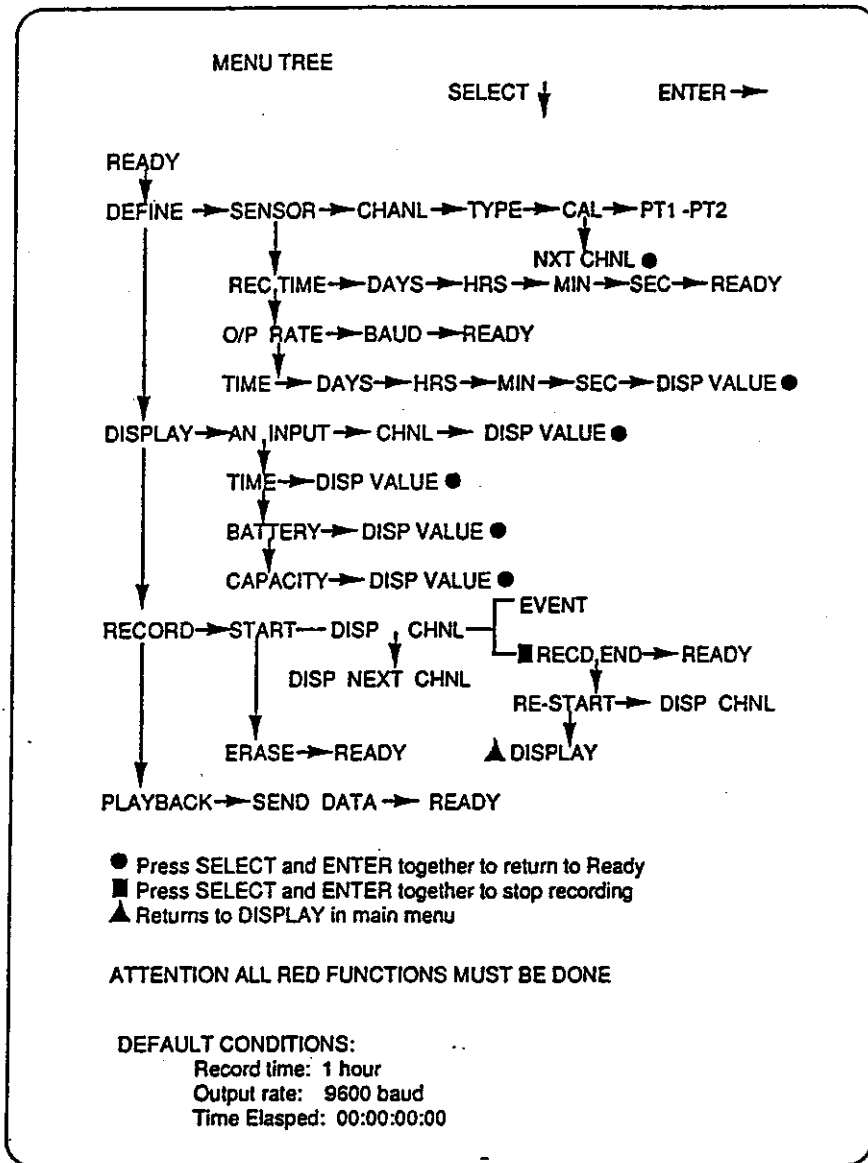 MENU TREE
SELECT ENTER
READY
DEFINE SENSOR CHANL TYPE CAL PT1 -PT2
NXT CHNL ●
REC TIME DAYS HRS MIN SEC READY
O/P RATE BAUD READY
TIME DAYS HRS MIN SEC DISP VALUE ●
DISPLAY AN INPUT CHNL DISP VALUE ●
TIME DISP VALUE ●
BATTERY DISP VALUE ●
CAPACITY DISP VALUE ●
EVENT
RECORD START DISP CHNL
■ RECD END READY
DISP NEXT CHNL
RE-START DISP CHNL
ERASE READY ▲ DISPLAY
PLAYBACK SEND DATA READY
● Press SELECT and ENTER together to return to Ready
■ Press SELECT and ENTER together to stop recording
▲ Returns to DISPLAY in main menu
ATTENTION ALL RED FUNCTIONS MUST BE DONE
DEFAULT CONDITIONS:
Record time: 1 hour
Output rate: 9600 baud
Time Elasped: 00:00:00:00